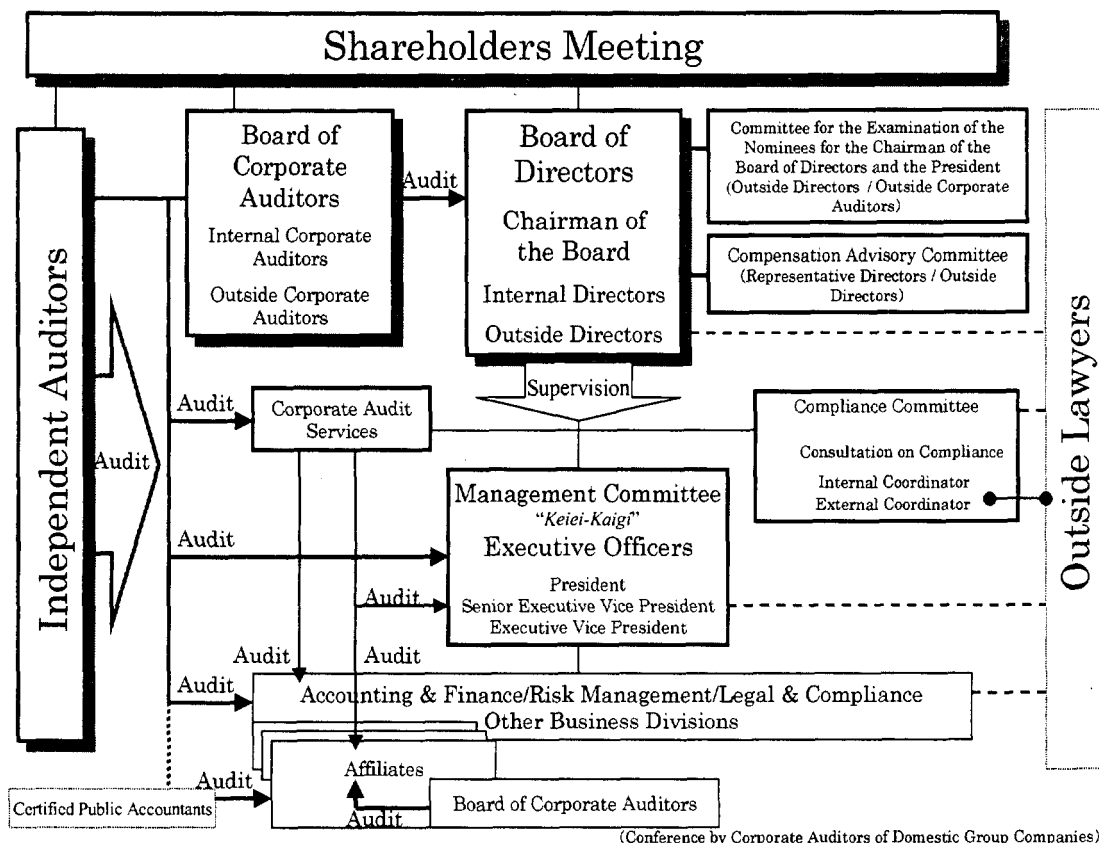 Shareholders Meeting
Independent Auditors
Board of
Corporate
Auditors
Internal Corporate
Auditors
Outside Corporate
Auditors
Audit
Board of
Directors
Chairman of
the Board
Internal Directors
Outside Directors
Committee for the Examination of the
Nominees for the Chairman of the
Board of Directors and the President
(Outside Directors / Outside Corporate
Auditors)
Compensation Advisory Committee
(Representative Directors / Outside
Directors)
Outside Lawyers
Supervision
Audit
Audit
Corporate Audit
Services
Compliance Committee
Consultation on Compliance
Internal Coordinator
External Coordinator
Management Committee
“Keiei-Kaigi”
Executive Officers
President
Senior Executive Vice President
Executive Vice President
Audit
Audit
Audit
Audit
Audit
Accounting & Finance/Risk Management/Legal & Compliance
Other Business Divisions
Affiliates
Audit
Certified Public Accountants
Board of Corporate Auditors
Audit
(Conference by Corporate Auditors of Domestic Group Companies)